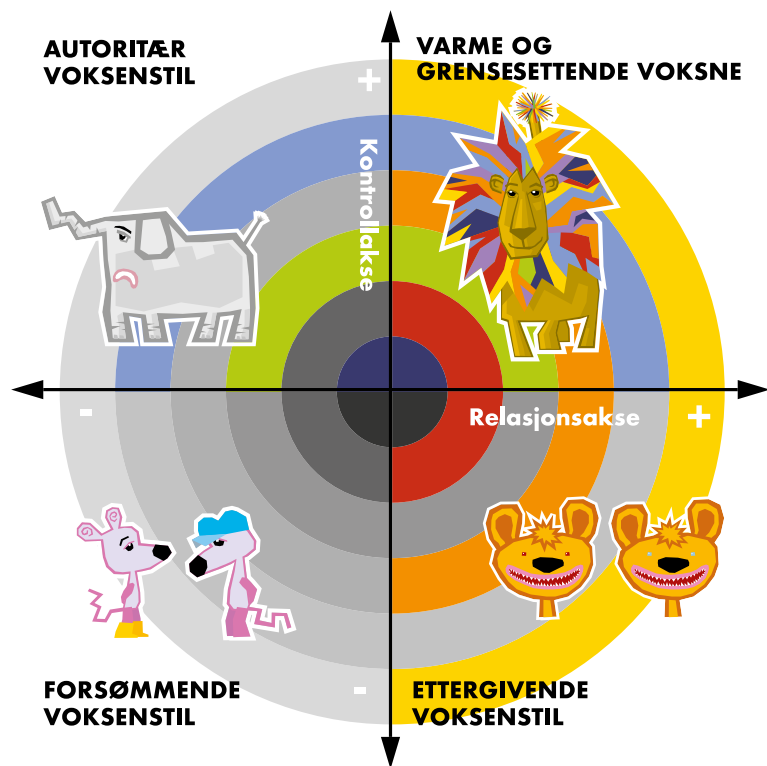 AUTORITÆR
VOKSENSTIL
VARME OG
GRENSESETTENDE VOKSNE
+
Kontrollakse
-
Relasjonsakse
+
-
FORSØMMENDE
VOKSENSTIL
ETTERGIVENDE
VOKSENSTIL